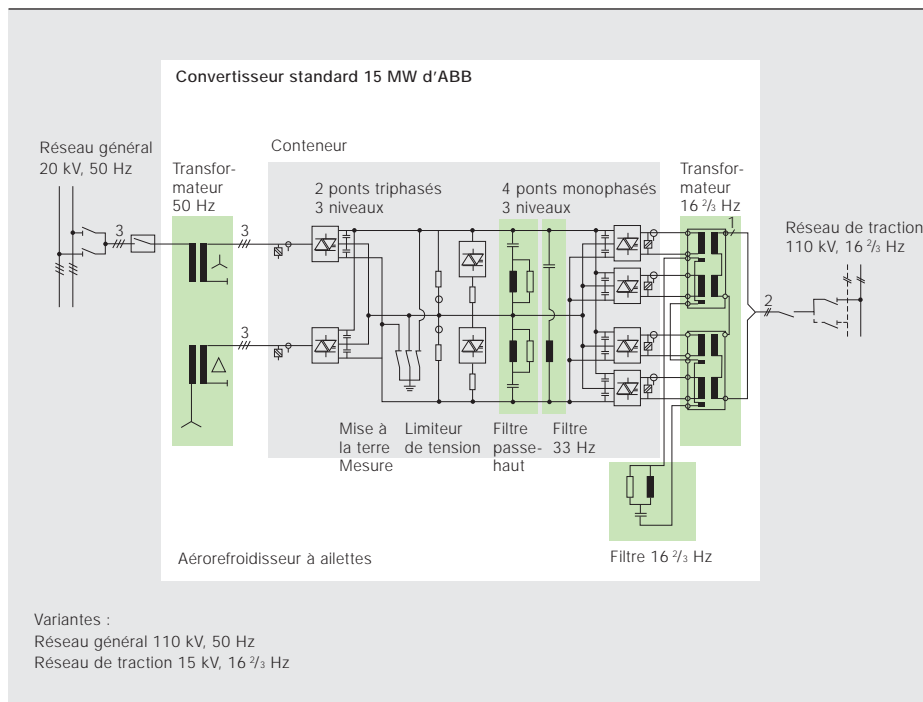 Convertisseur standard 15 MW d'ABB
Réseau général
20 kV, 50 Hz
Transfor-
mateur
50 Hz
Conteneur
2 ponts triphasés
3 niveaux
4 ponts monophasés
3 niveaux
Transfor-
mateur
16 2/3 Hz
Réseau de traction
110 kV, 16 2/3 Hz
3
3
1
2
3
Mise à
la terre
Mesure
Limiteur
de tension
Filtre
passe-
haut
Filtre
33 Hz
Aérorefroidisseur à ailettes
Filtre 16 2/3 Hz
Variantes :
Réseau général 110 kV, 50 Hz
Réseau de traction 15 kV, 16 2/3 Hz